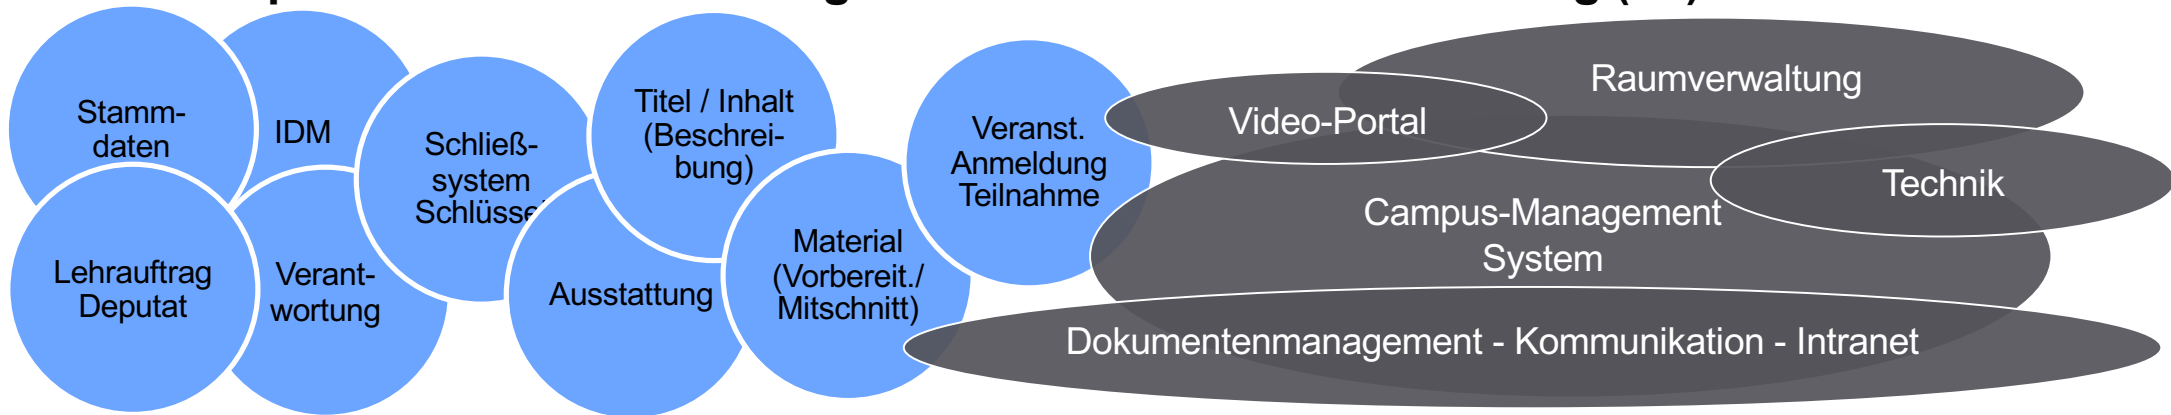 Stamm-
daten
IDM
Lehrauftrag
Deputat
Verant-
wortung
Schließ-
system
Schlüssel
Ausstattung
Titel / Inhalt
(Beschrei-
bung)
Material
(Vorbereit./
Mitschnitt)
Veranst.
Anmeldung
Teilnahme
Video-Portal
Raumverwaltung
Technik
Campus-Management
System
Dokumentenmanagement - Kommunikation - Intranet